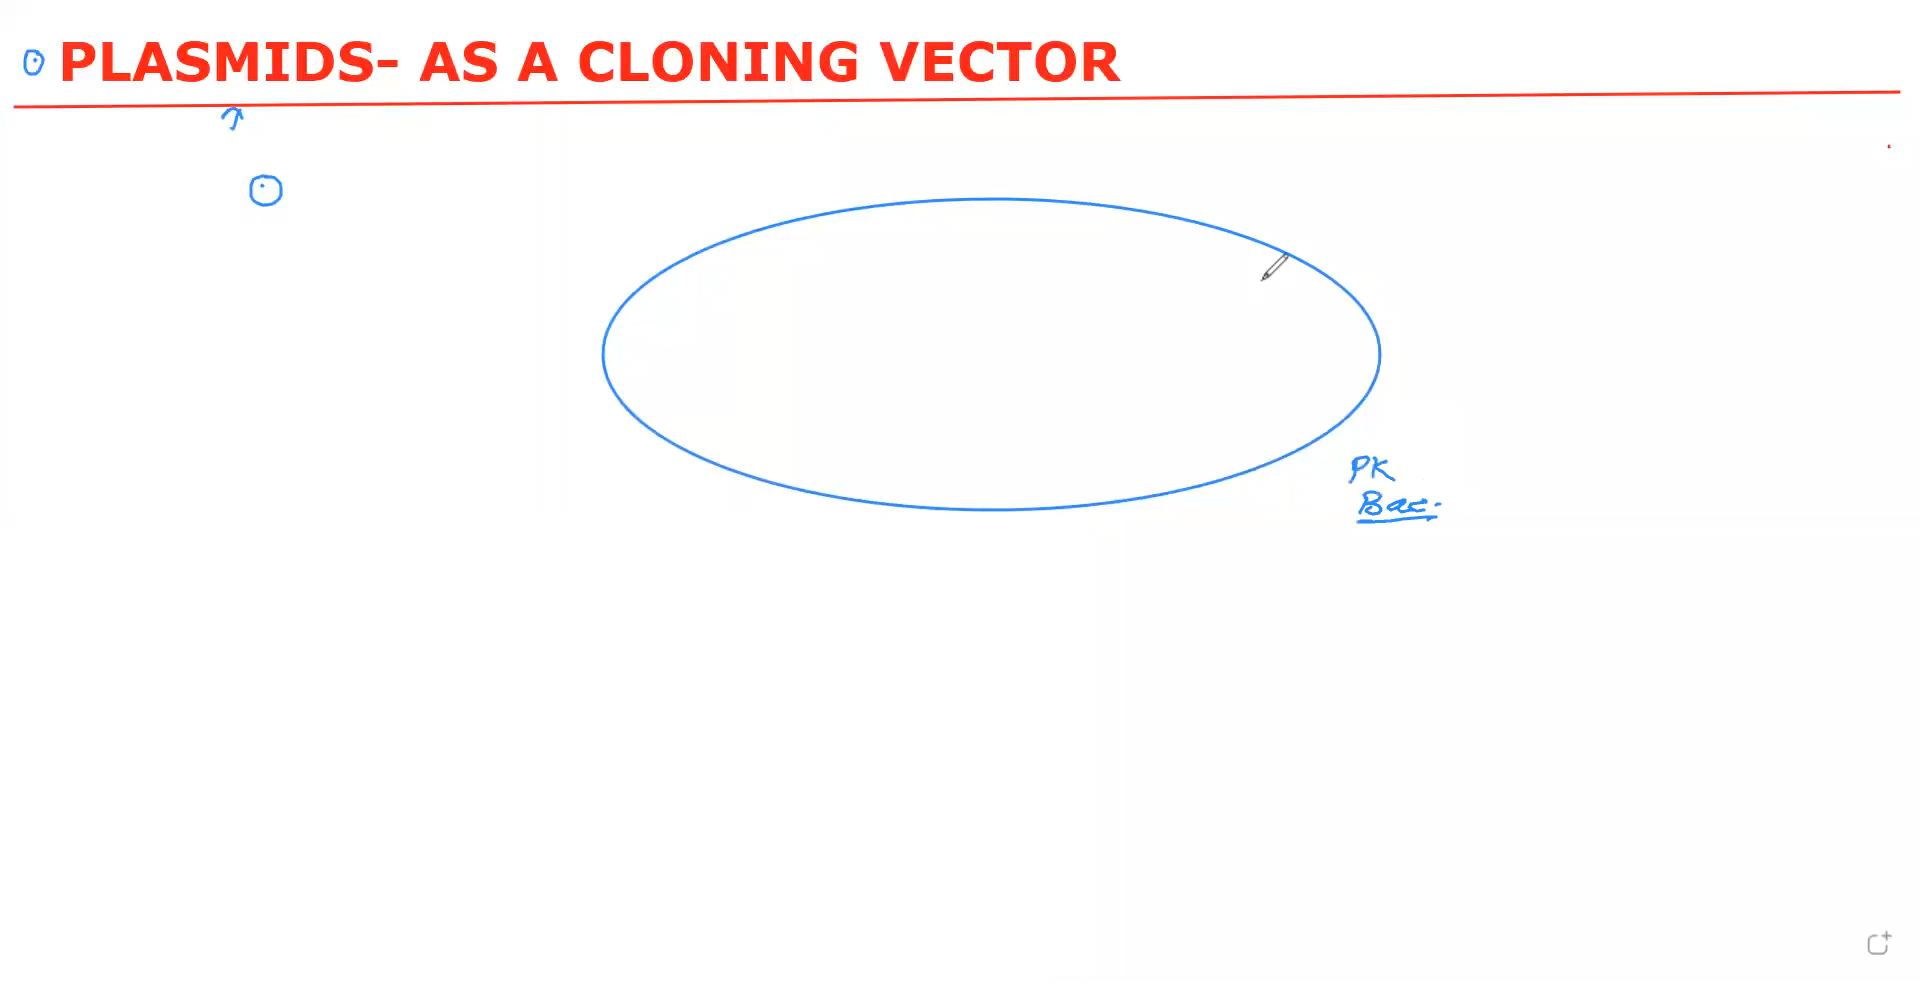 PLASMIDS- AS A CLONING VECTOR
PK
Bac.